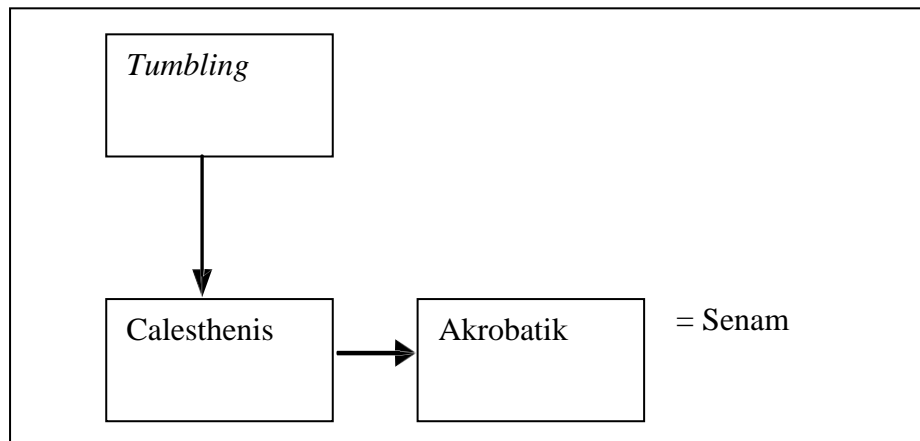 Tumbling
Calesthenis
Akrobatik
= Senam